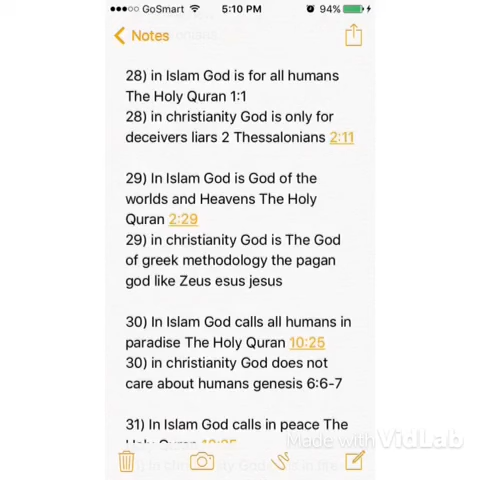 GoSmart 5:10 PM 94%
Notes
28) in Islam God is for all humans
The Holy Quran 1:1
28) in christianity God is only for
deceivers liars 2 Thessalonians 2:11
29) In Islam God is God of the
worlds and Heavens The Holy
Quran 2:29
29) in christianity God is The God
of greek methodology the pagan
god like Zeus esus jesus
30) In Islam God calls all humans in
paradise The Holy Quran 10:25
30) in christianity God does not
care about humans genesis 6:6-7
31) In Islam God calls in peace The
Holy Quran 10:25
Made with VidLab